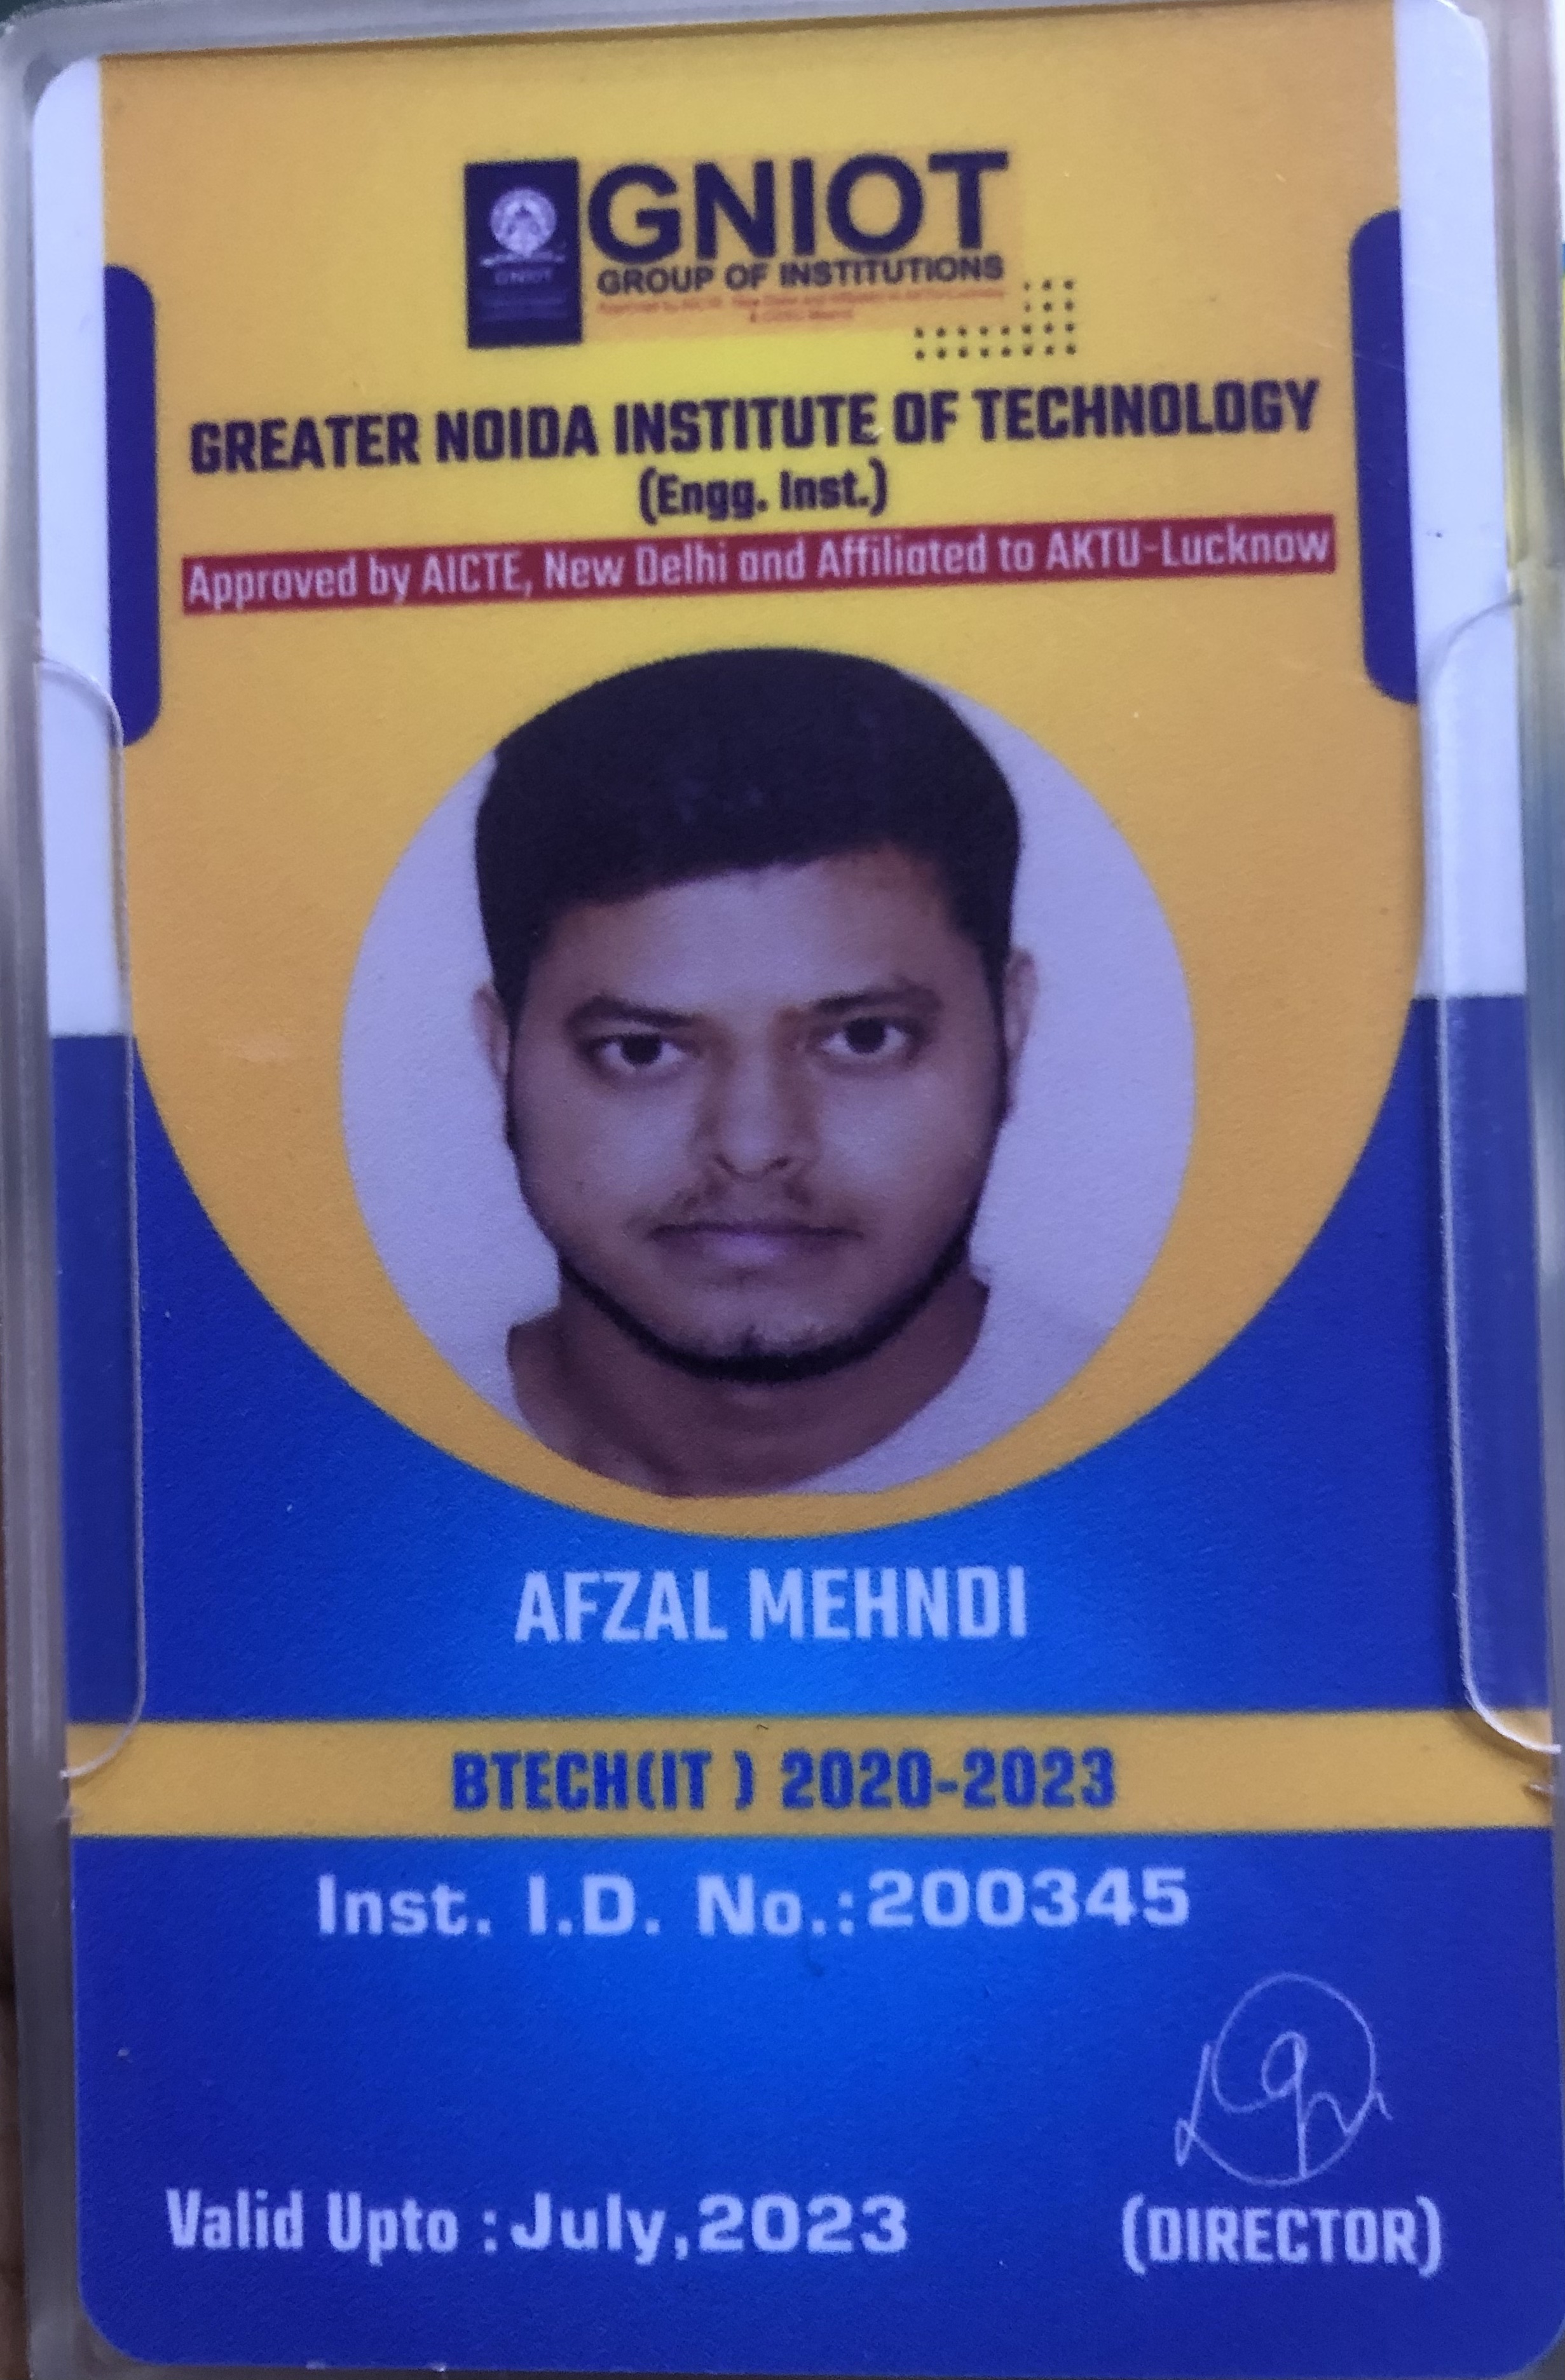 GNIOT
GROUP OF INSTITUTIONS
GREATER NOIDA INSTITUTE OF TECHNOLOGY
(Engg. Inst.)
Approved by AICTE, New Delhi and Affiliated to AKTU-Lucknow
AFZAL MEHNDI
BTECH(IT ) 2020-2023
Inst. I.D. No.:200345
Valid Upto :July,2023
(DIRECTOR)